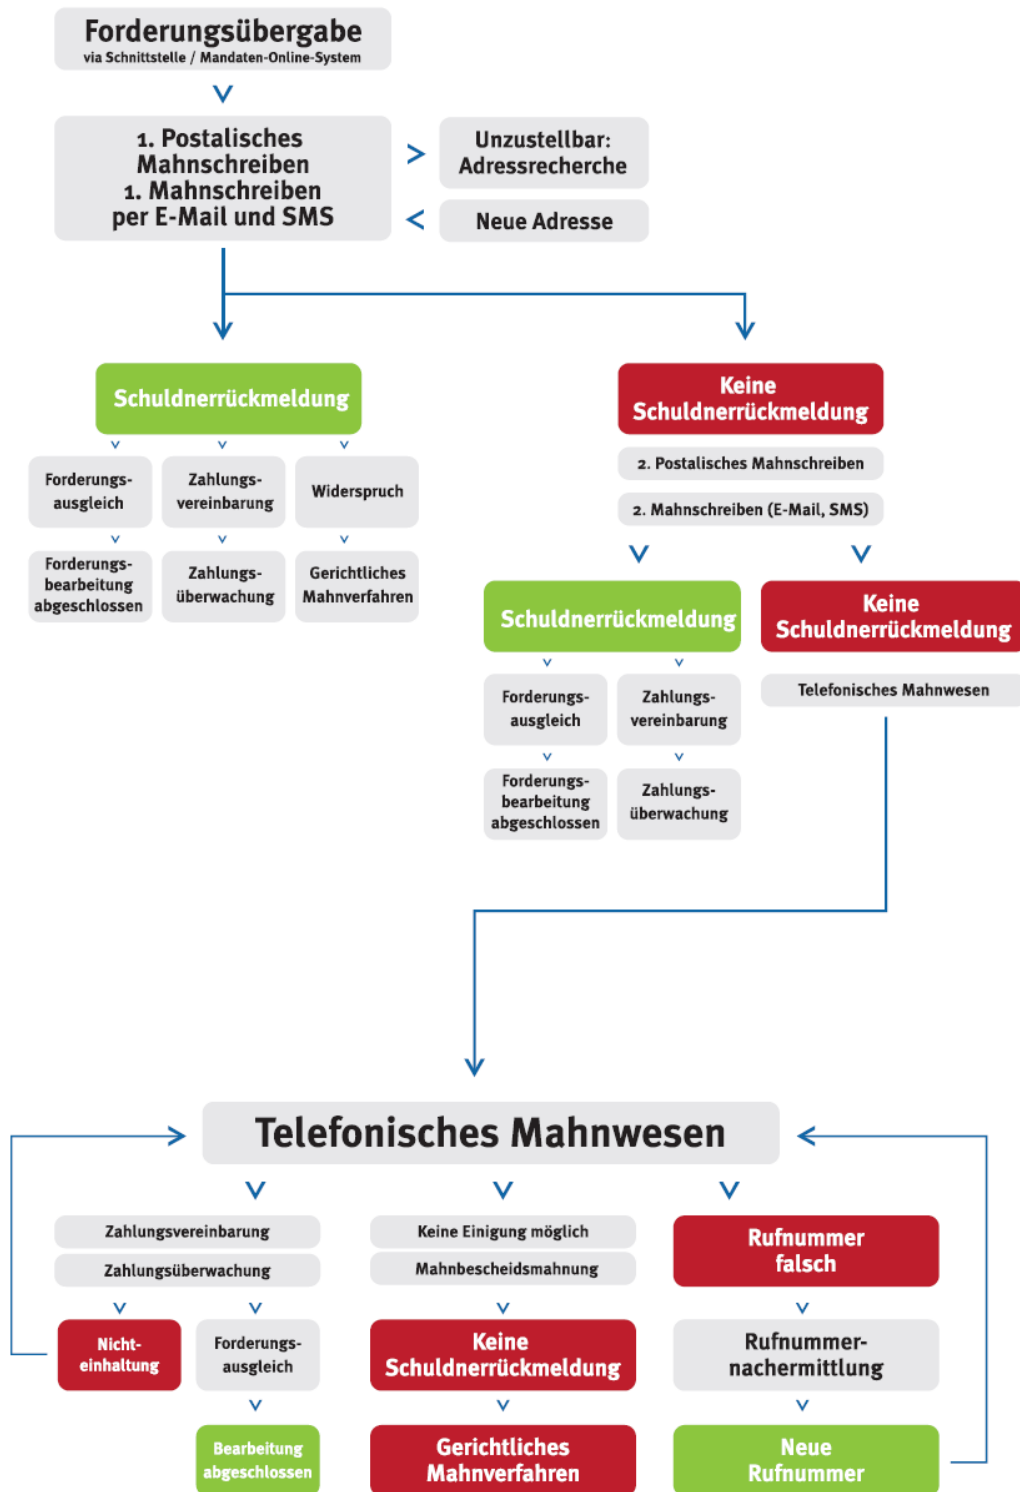 Forderungsübergabe
via Schnittstelle / Mandaten-Online-System
1. Postalisches
Mahnschreiben
1. Mahnschreiben
per E-Mail und SMS
Unzustellbar:
Adressrecherche
Neue Adresse
Schuldnerrückmeldung
Forderungs-
ausgleich
Zahlungs-
vereinbarung
Widerspruch
Forderungs-
bearbeitung
abgeschlossen
Zahlungs-
überwachung
Gerichtliches
Mahnverfahren
Keine
Schuldnerrückmeldung
2. Postalisches Mahnschreiben
2. Mahnschreiben (E-Mail, SMS)
Schuldnerrückmeldung
Forderungs-
ausgleich
Zahlungs-
vereinbarung
Forderungs-
bearbeitung
abgeschlossen
Zahlungs-
überwachung
Keine
Schuldnerrückmeldung
Telefonisches Mahnwesen
Telefonisches Mahnwesen
Zahlungsvereinbarung
Zahlungsüberwachung
Nicht-
einhaltung
Forderungs-
ausgleich
Bearbeitung
abgeschlossen
Keine Einigung möglich
Mahnbescheidsmahnung
Keine
Schuldnerrückmeldung
Gerichtliches
Mahnverfahren
Rufnummer
falsch
Rufnummer-
nachermittlung
Neue
Rufnummer